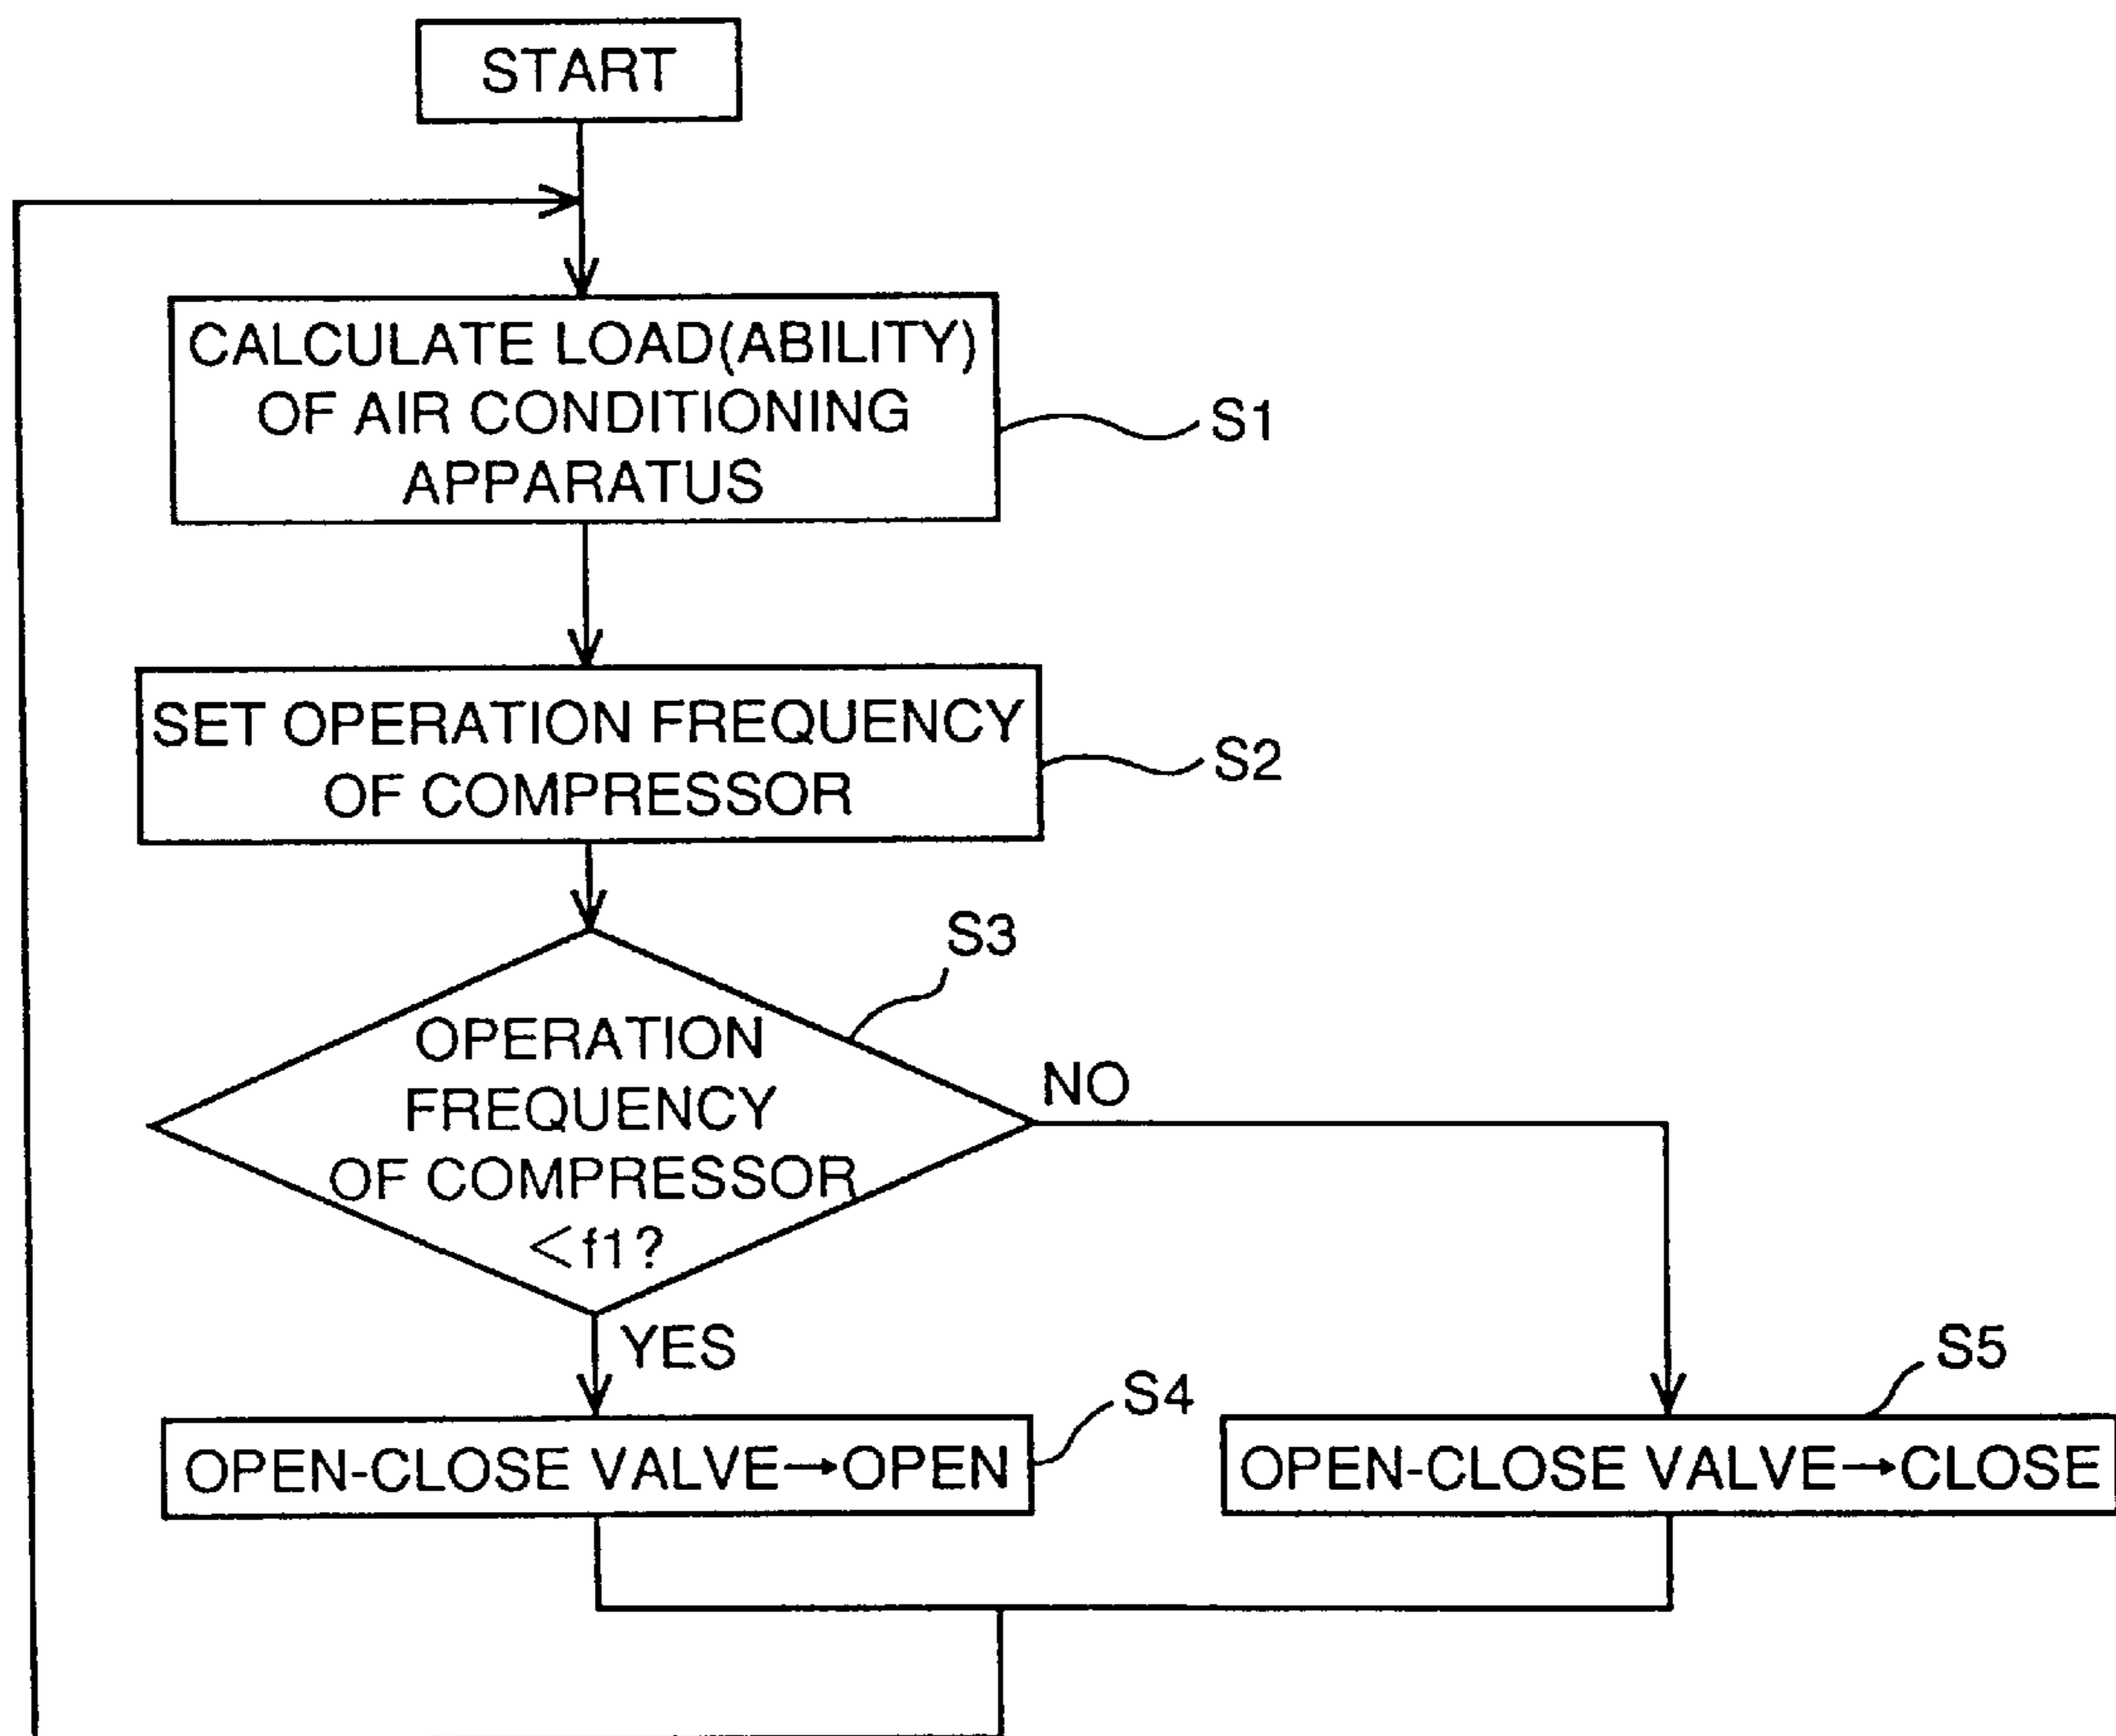 START
CALCULATE LOAD(ABILITY)
OF AIR CONDITIONING
APPARATUS
S1
SET OPERATION FREQUENCY
OF COMPRESSOR
S2
S3
OPERATION
FREQUENCY
OF COMPRESSOR
<f1?
NO
YES
S4
S5
OPEN-CLOSE VALVE→OPEN
OPEN-CLOSE VALVE→CLOSE